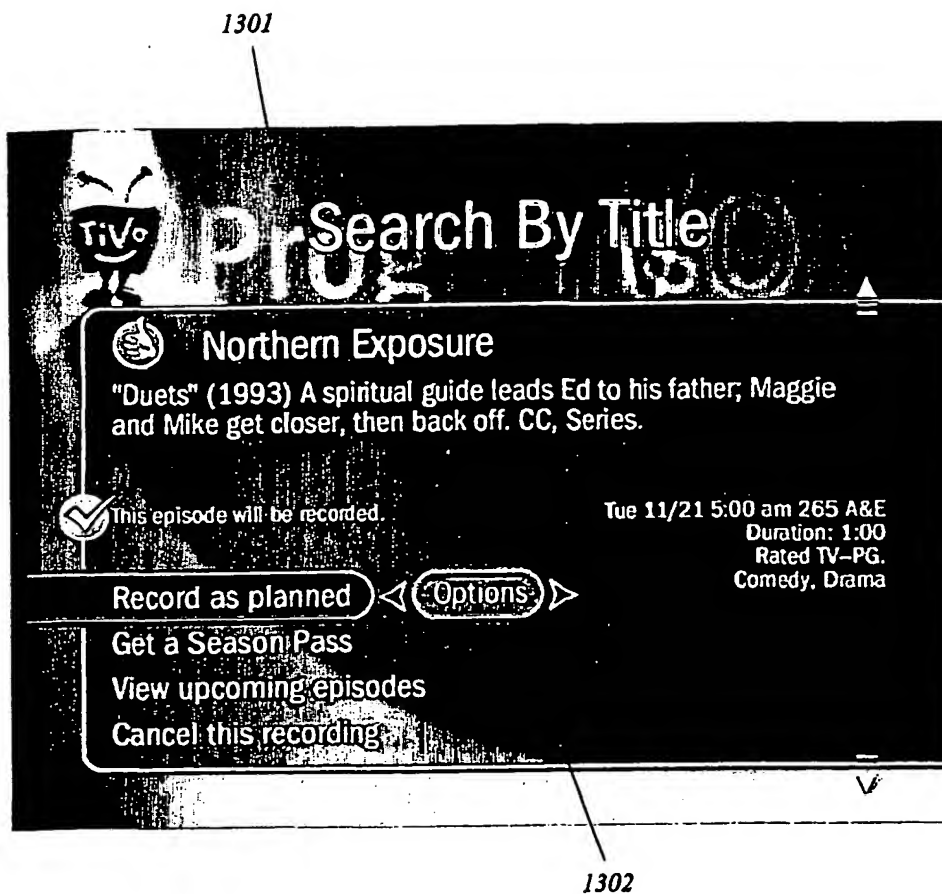 1301
TiVo
Search By Title
Northern Exposure
"Duets" (1993) A spiritual guide leads Ed to his father; Maggie
and Mike get closer, then back off. CC, Series.
This episode will be recorded.
Tue 11/21 5:00 am 265 A&E
Duration: 1:00
Rated TV-PG.
Comedy, Drama
Record as planned
Options
Get a Season Pass
View upcoming episodes
Cancel this recording
1302